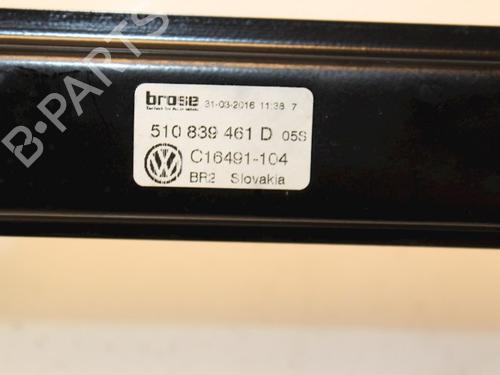 B-PARTS
brose 31-03-2016 11:38 7
510 839 461 D 05S
C16491-104
BR2 Slovakia